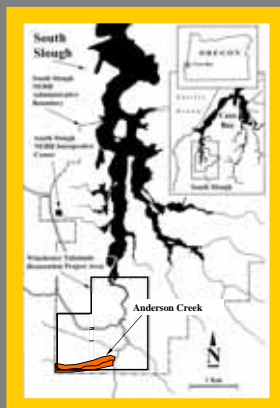 South
Slough
OREGON
South Slough
NERR
Administrative
Boundary
Coos
Bay
South Slough
NERR Interpretive
Center
South Slough
Winchester Tidelands
Restoration Project Area
Anderson Creek
N
1 Km